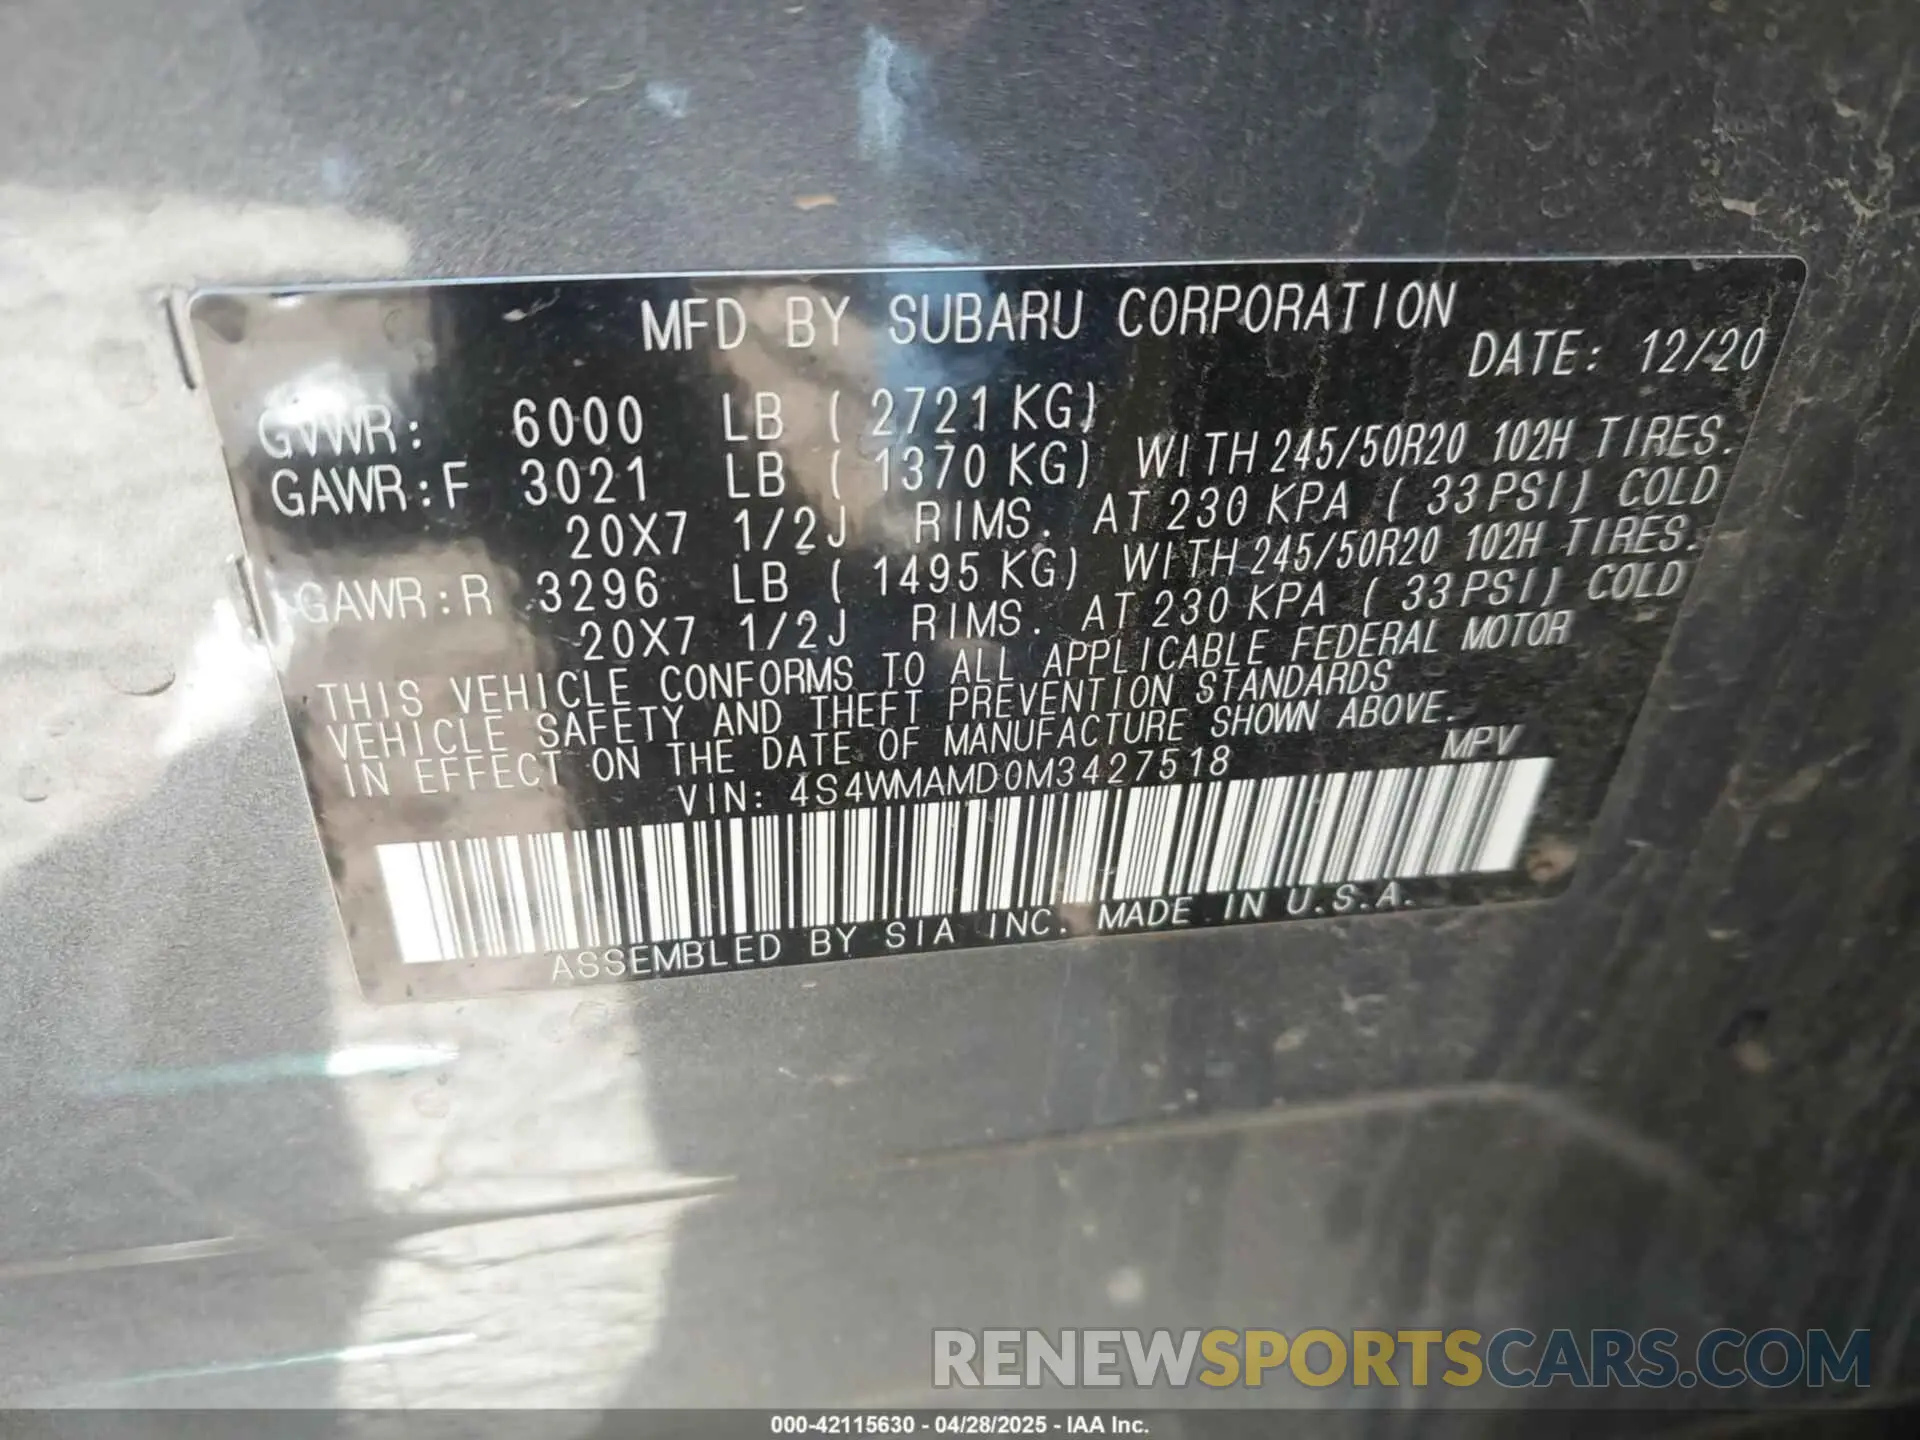 MFD BY SUBARU CORPORATION
DATE: 12/20
GVWR: 6000 LB ( 2721 KG)
GAWR:F 3021 LB ( 1370 KG) WITH 245/50R20 102H TIRES.
20X7 1/2J RIMS. AT 230 KPA ( 33 PSI) COLD
GAWR:R 3296 LB ( 1495 KG) WITH 245/50R20 102H TIRES.
20X7 1/2J RIMS. AT 230 KPA ( 33 PSI) COLD
THIS VEHICLE CONFORMS TO ALL APPLICABLE FEDERAL MOTOR
VEHICLE SAFETY AND THEFT PREVENTION STANDARDS
IN EFFECT ON THE DATE OF MANUFACTURE SHOWN ABOVE.
VIN: 4S4WMAMD0M3427518 MPV
ASSEMBLED BY SIA INC. MADE IN U.S.A.
RENEWSPORTSCARS.COM
000-42115630 - 04/28/2025 - IAA Inc.